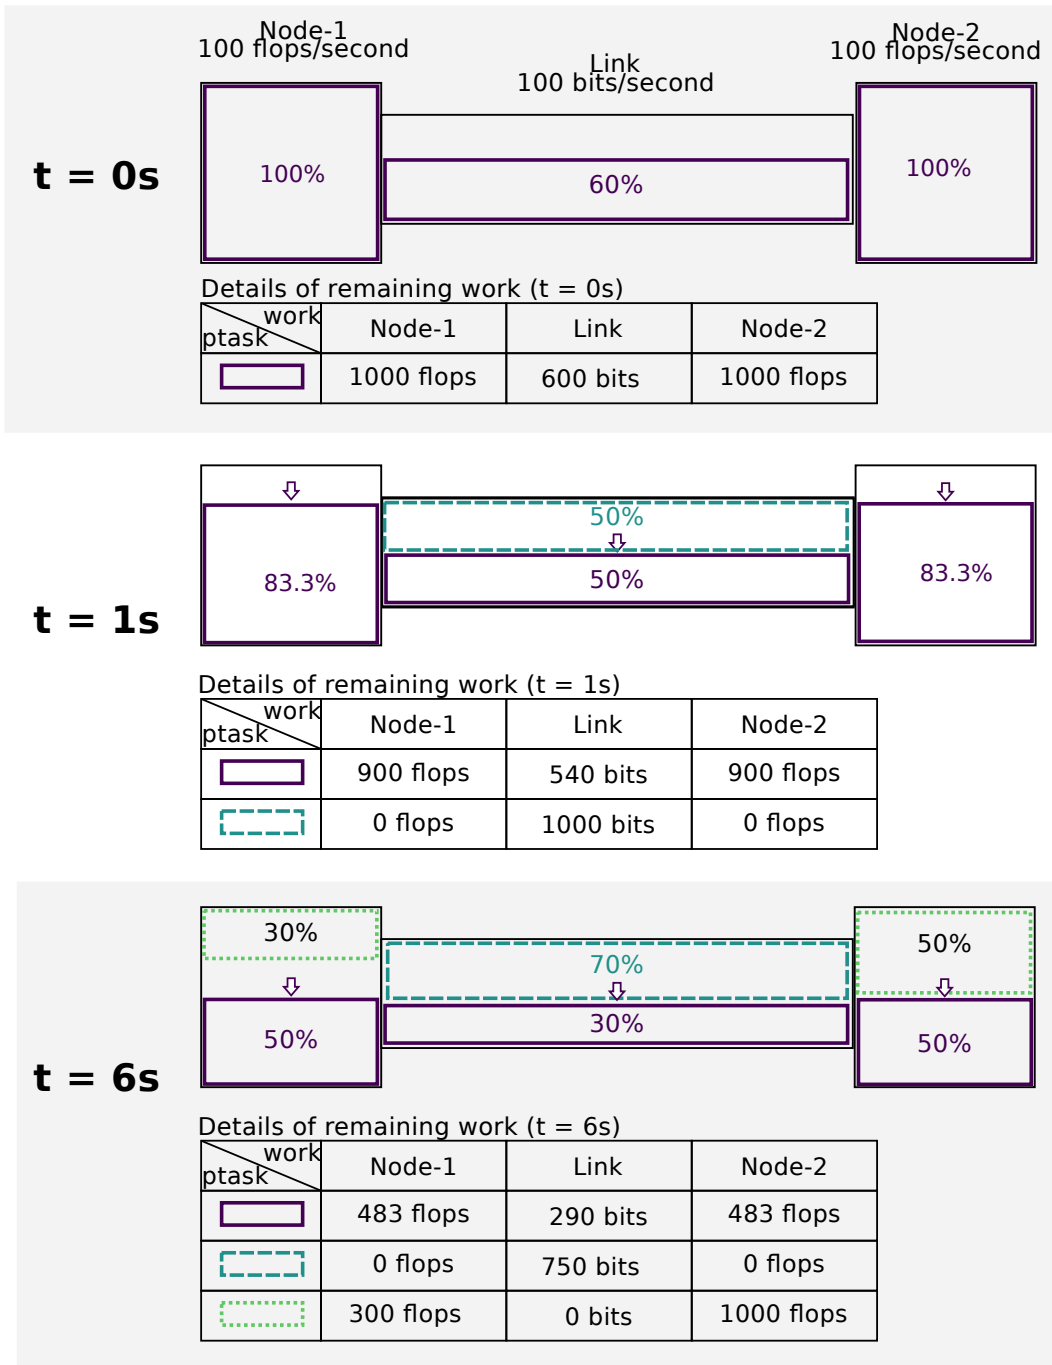 Node-1
100 flops/second
Link
100 bits/second
Node-2
100 flops/second
t = 0s
100%
60%
100%
Details of remaining work (t = 0s)
work
ptask
Node-1
Link
Node-2
1000 flops
600 bits
1000 flops
t = 1s
83.3%
50%
50%
83.3%
Details of remaining work (t = 1s)
work
ptask
Node-1
Link
Node-2
900 flops
540 bits
900 flops
0 flops
1000 bits
0 flops
t = 6s
30%
50%
70%
30%
50%
50%
Details of remaining work (t = 6s)
work
ptask
Node-1
Link
Node-2
483 flops
290 bits
483 flops
0 flops
750 bits
0 flops
300 flops
0 bits
1000 flops